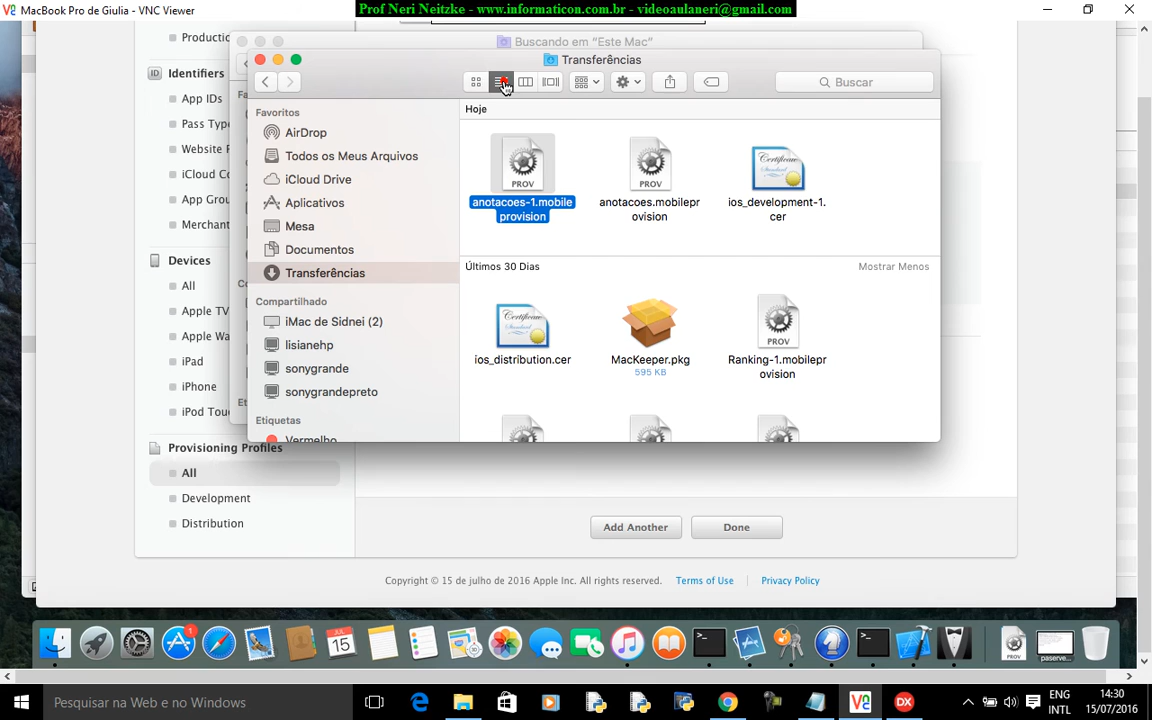 MacBook Pro de Giulia - VNC Viewer
Prof Neri Neitzke - www.informaticon.com.br - videoaulaneri@gmail.com
Buscando em “Este Mac”
Transferências
Buscar
ID Identifiers
App IDs
Pass Type
Website
iCloud Co
App Grou
Merchant
Devices
All
Apple TV
Apple Wa
iPad
iPhone
iPod Tou
Provisioning Profiles
All
Development
Distribution
Favoritos
AirDrop
Todos os Meus Arquivos
iCloud Drive
Aplicativos
Mesa
Documentos
Transferências
Compartilhado
iMac de Sidnei (2)
lisianehp
sonygrande
sonygrandepreto
Etiquetas
Vermelho
Hoje
PROV
PROV
anotacoes-1.mobile
provision
anotacoes.mobilepr
ovision
ios_development-1.
cer
Últimos 30 Dias
Mostrar Menos
PROV
ios_distribution.cer
MacKeeper.pkg
595 KB
Ranking-1.mobilepr
ovision
Add Another
Done
Copyright © 15 de julho de 2016 Apple Inc. All rights reserved.
Terms of Use
Privacy Policy
1
JUL
15
PROV
paserve...
Pesquisar na Web e no Windows
ENG
INTL
14:30
15/07/2016